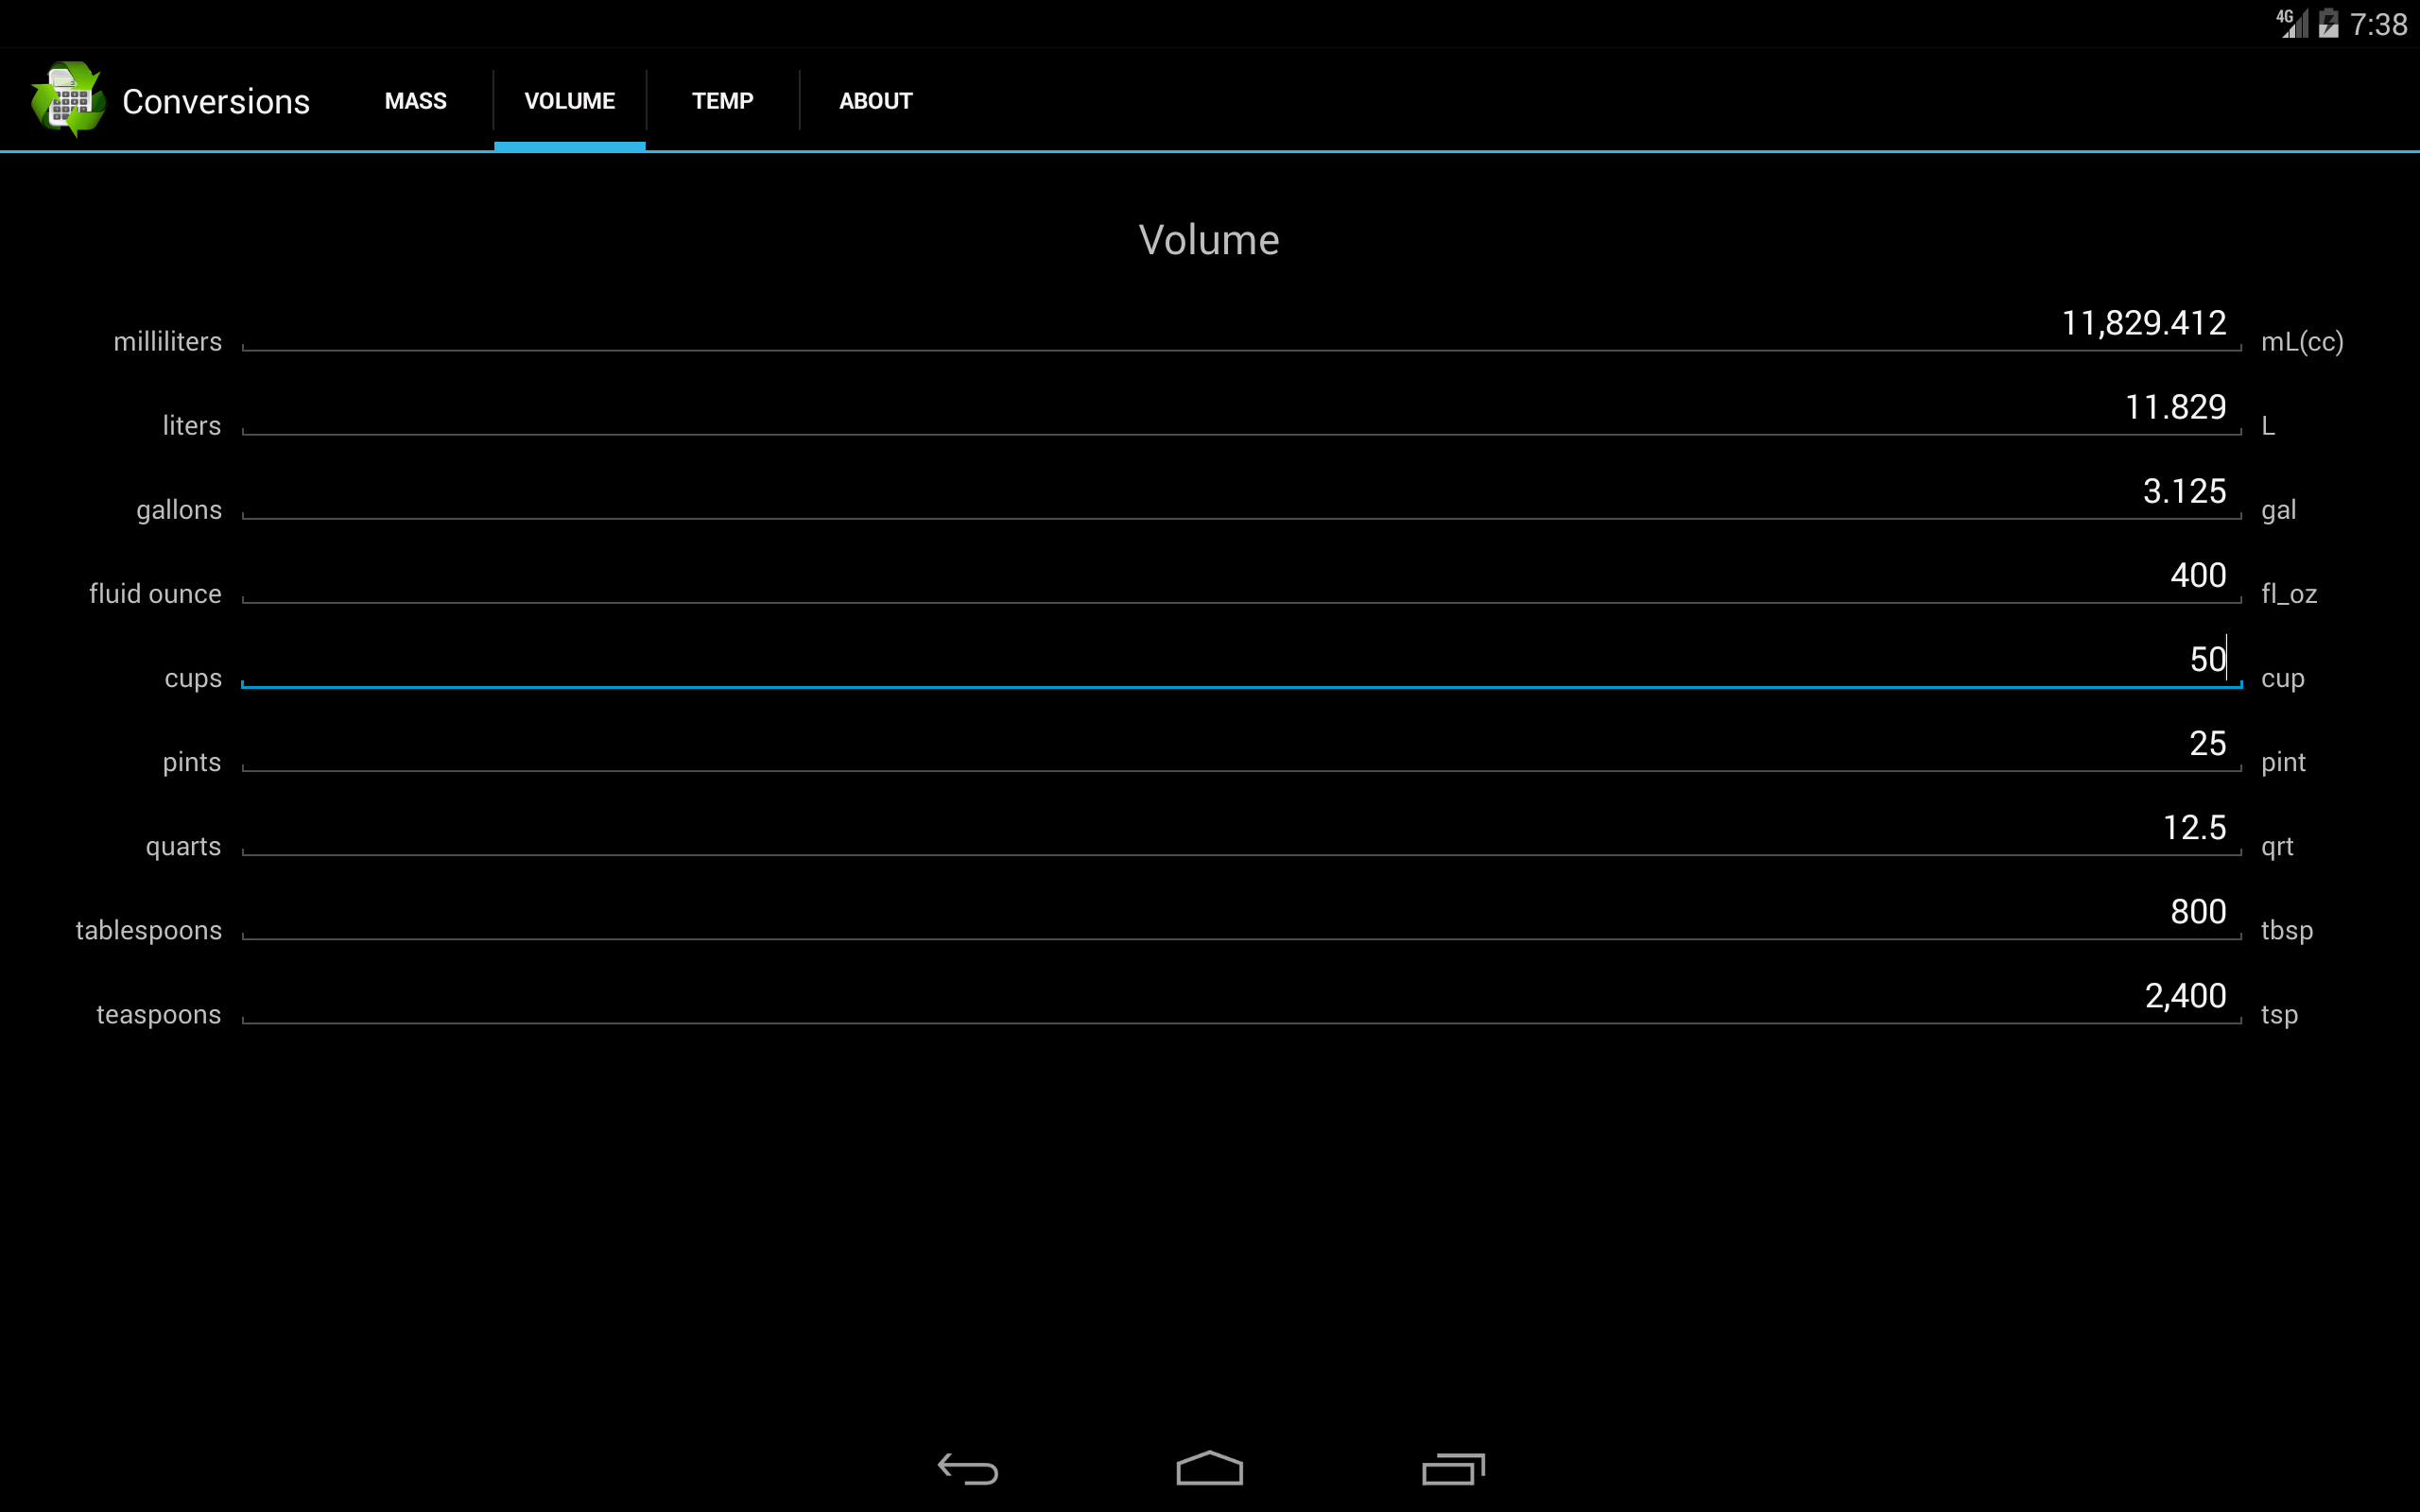 4G 7:38
Conversions MASS VOLUME TEMP ABOUT
Volume
milliliters 11,829.412 mL(cc)
liters 11.829 L
gallons 3.125 gal
fluid ounce 400 fl_oz
cups 50 cup
pints 25 pint
quarts 12.5 qrt
tablespoons 800 tbsp
teaspoons 2,400 tsp